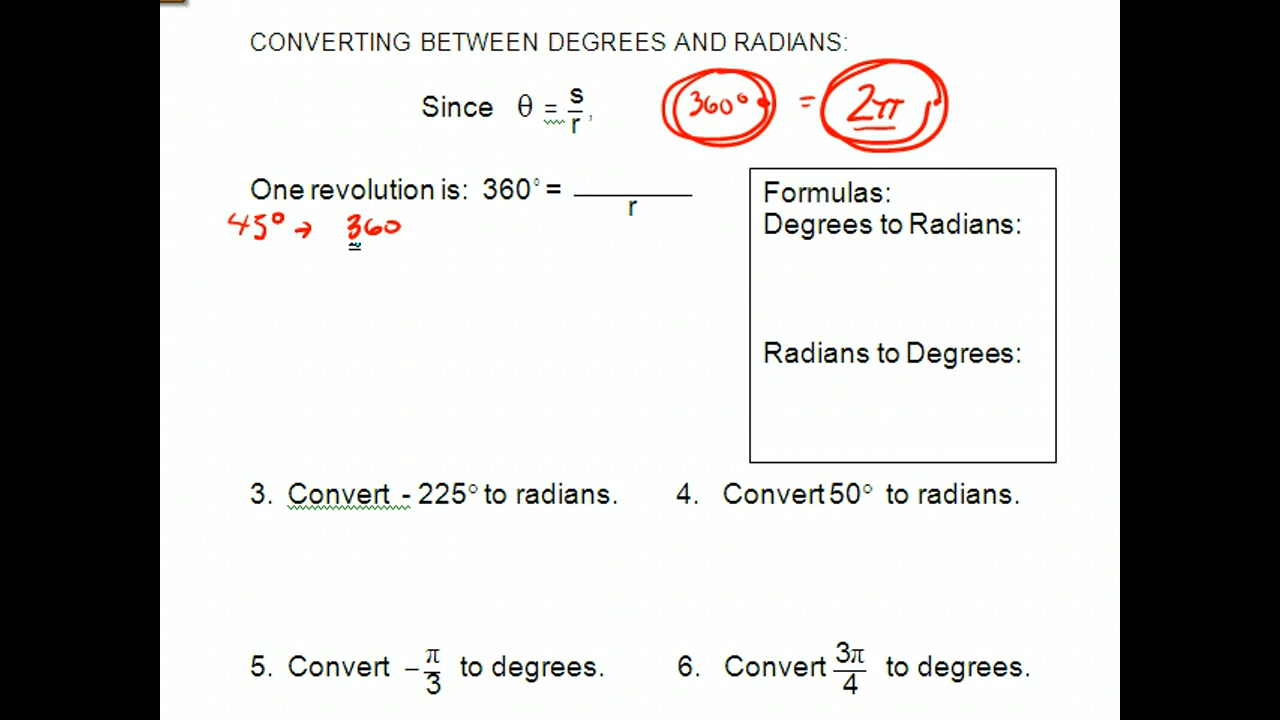 CONVERTING BETWEEN DEGREES AND RADIANS:
Since θ = s/r, 360° = 2π
One revolution is: 360° = ______
r
45° → 360
Formulas:
Degrees to Radians:
Radians to Degrees:
3. Convert - 225° to radians.
4. Convert 50° to radians.
5. Convert −π/3 to degrees.
6. Convert 3π/4 to degrees.